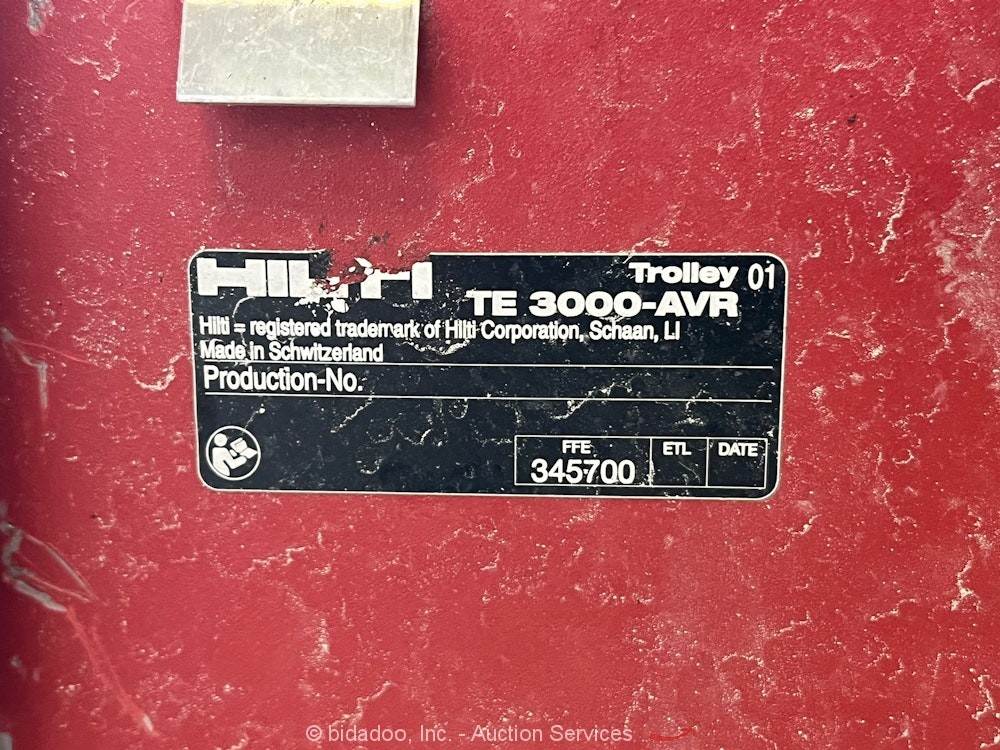 HILTI Trolley 01
TE 3000-AVR
Hilti = registered trademark of Hilti Corporation, Schaan, LI
Made in Schwitzerland
Production-No.
FFE ETL DATE
345700
© bidadoo, Inc. - Auction Services